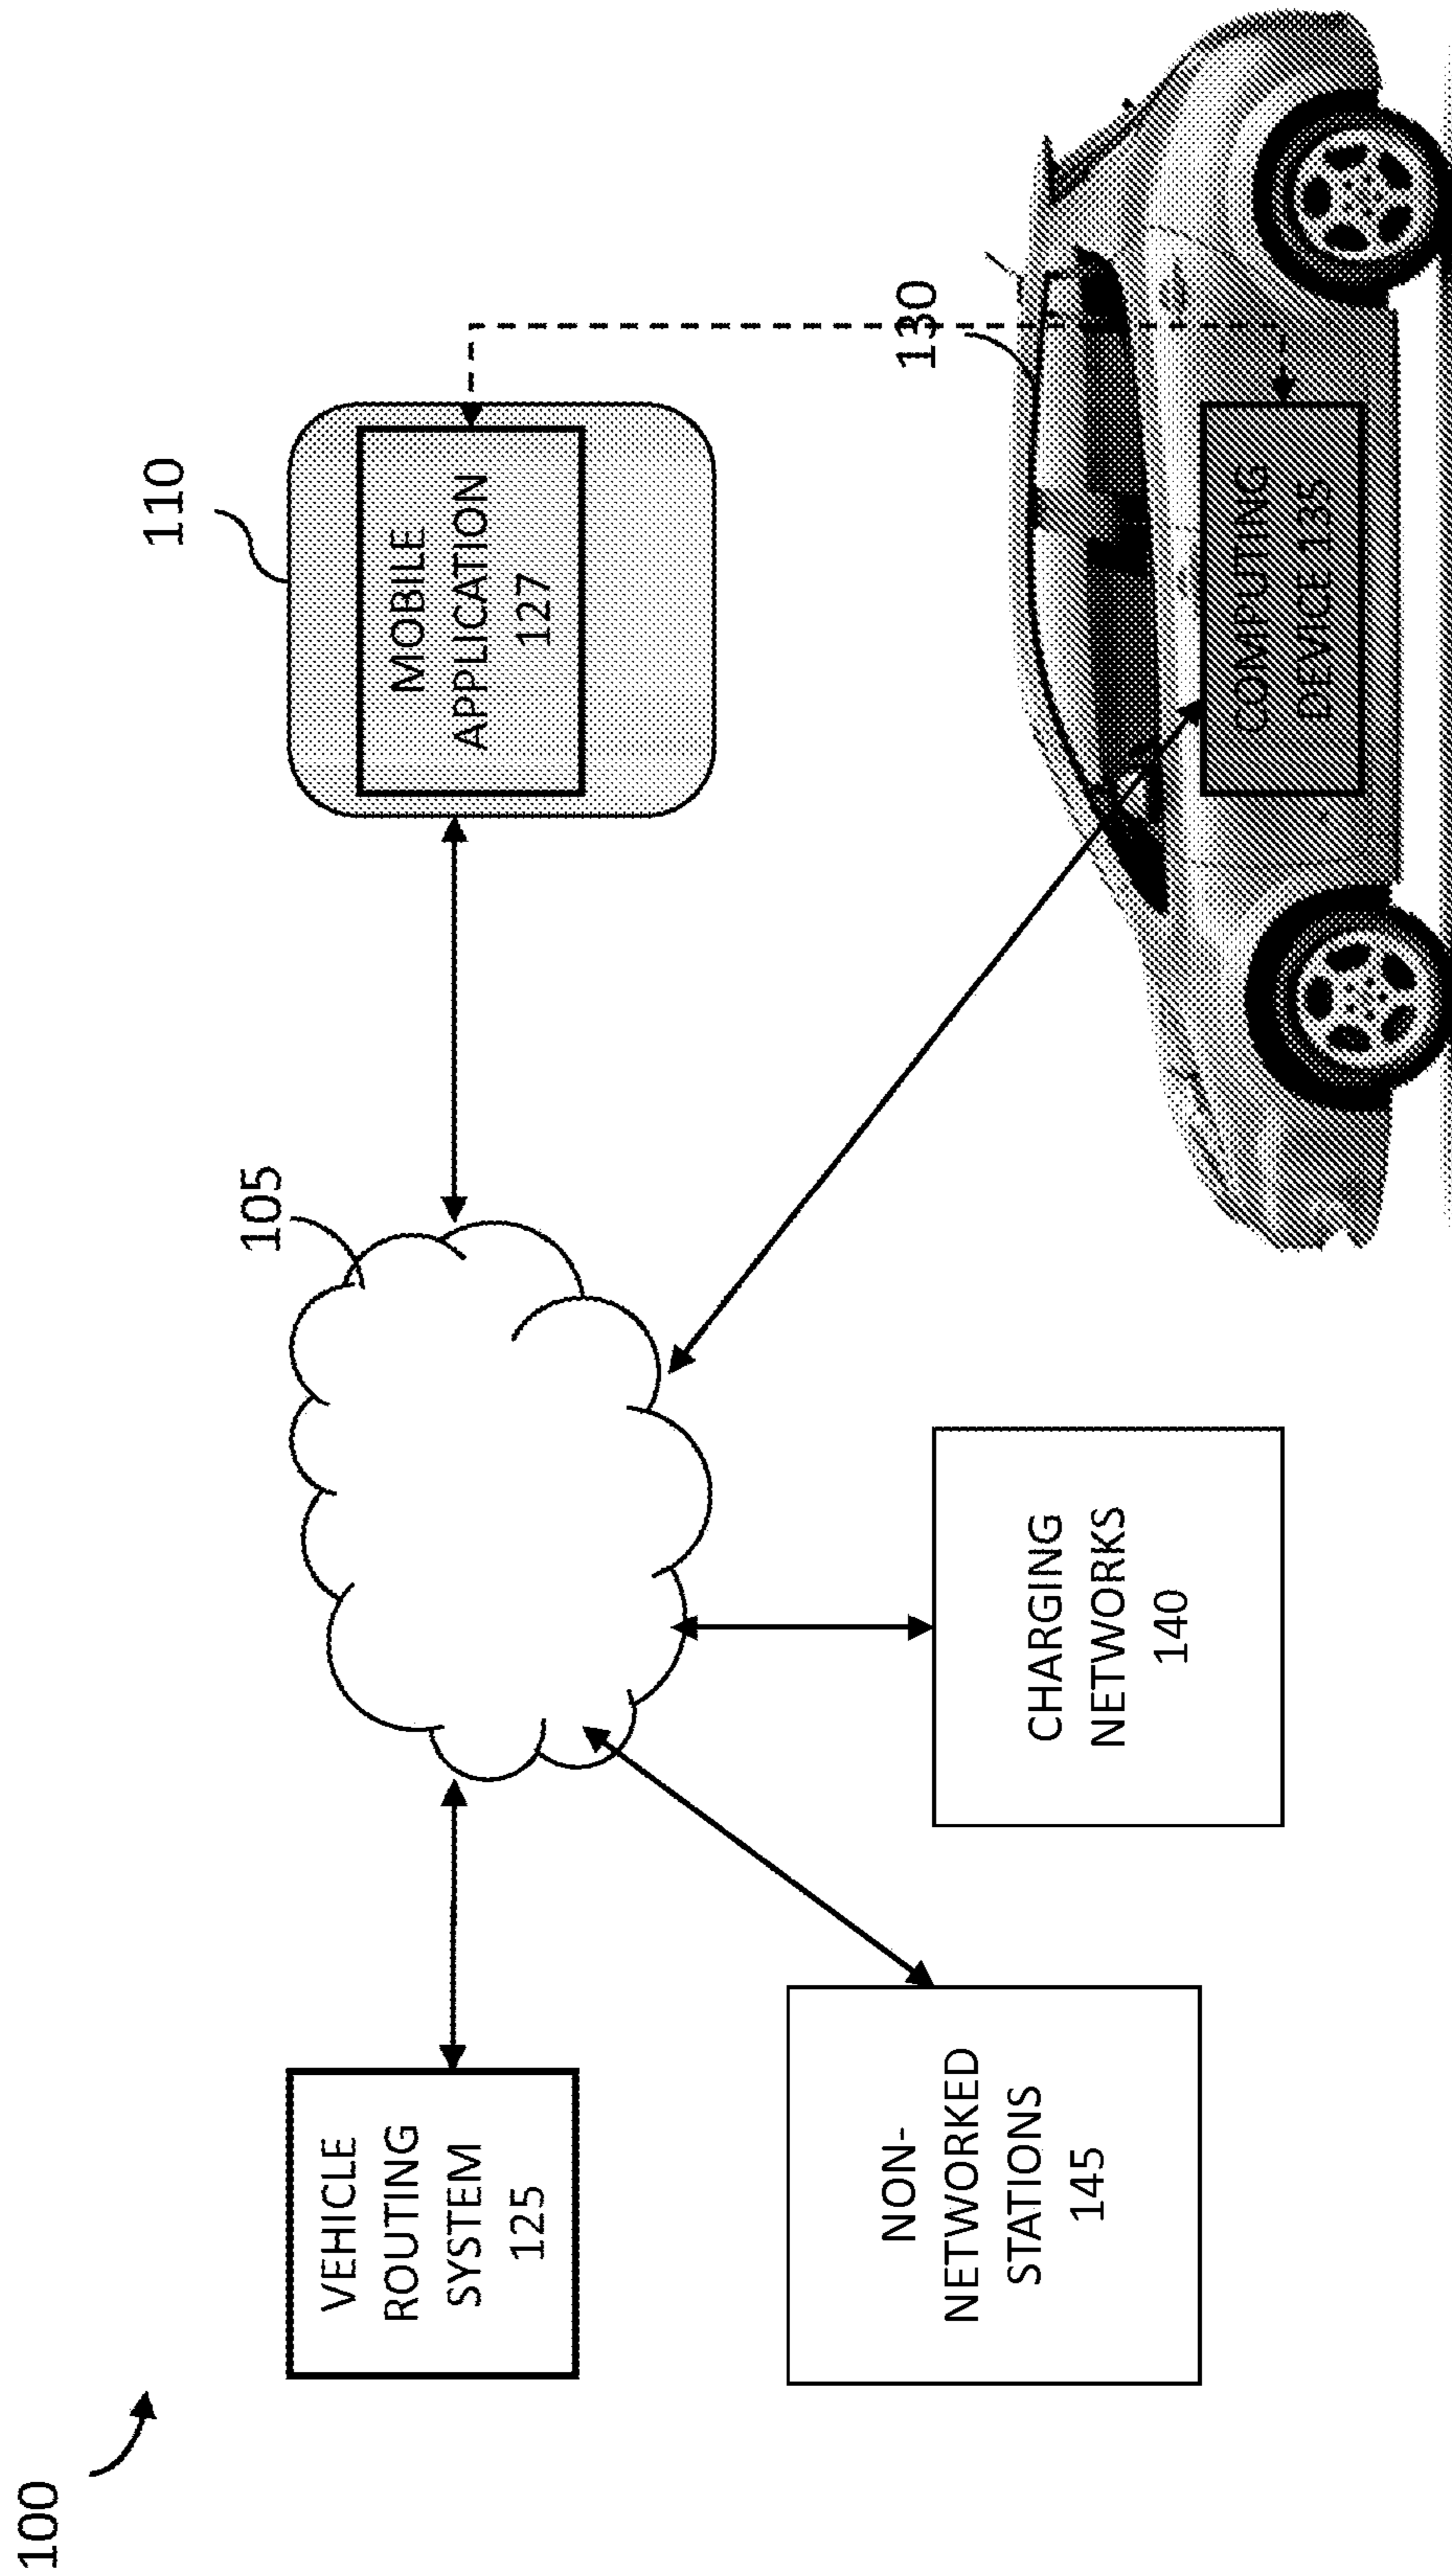 100
105
110
VEHICLE
ROUTING
SYSTEM
125
MOBILE
APPLICATION
127
NON-
NETWORKED
STATIONS
145
CHARGING
NETWORKS
140
130
COMPUTING
DEVICE 135